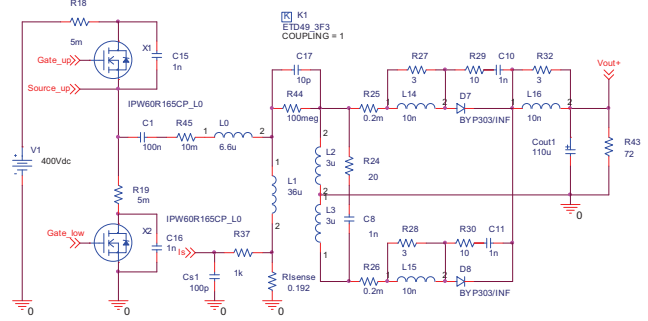 R18
5m
Gate_up
X1
C15
1n
Source_up
IPW60R165CP_L0
K K1
ETD49_3F3
COUPLING = 1
C17
10p
R44
100meg
R27
3
R29
10
C10
1n
R32
3
Vout+
R25
0.2m
1
L14
2
10n
D7
BYP303/INF
1
L16
2
10n
C1
100n
R45
10m
1
L0
2
6.6u
V1
400Vdc
Cout1
110u
R43
72
2
L2
3u
1
R24
20
1
L1
36u
2
R19
5m
IPW60R165CP_L0
2
L3
3u
1
0
Gate_low
X2
C16
1n
Is
R37
1k
C8
1n
R28
3
R30
10
C11
1n
Cs1
100p
RIsense
0.192
R26
0.2m
1
L15
2
10n
D8
BYP303/INF
0
0
0
0